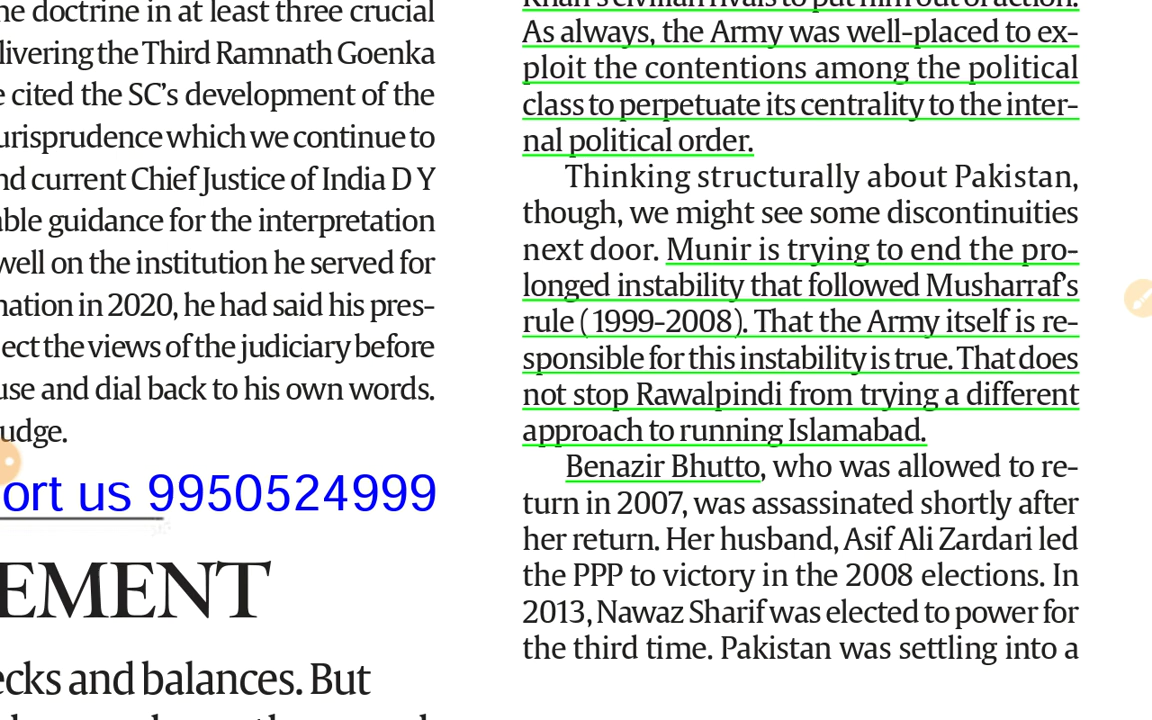 he doctrine in at least three crucial
livering the Third Ramnath Goenka
e cited the SC's development of the
urisprudence which we continue to
nd current Chief Justice of India D Y
able guidance for the interpretation
well on the institution he served for
nation in 2020, he had said his pres-
ect the views of the judiciary before
use and dial back to his own words.
udge.
ort us 9950524999
EMENT
ecks and balances. But
Khan's civilian rivals to put him out of action.
As always, the Army was well-placed to ex-
ploit the contentions among the political
class to perpetuate its centrality to the inter-
nal political order.
Thinking structurally about Pakistan,
though, we might see some discontinuities
next door. Munir is trying to end the pro-
longed instability that followed Musharraf's
rule (1999-2008). That the Army itself is re-
sponsible for this instability is true. That does
not stop Rawalpindi from trying a different
approach to running Islamabad.
Benazir Bhutto, who was allowed to re-
turn in 2007, was assassinated shortly after
her return. Her husband, Asif Ali Zardari led
the PPP to victory in the 2008 elections. In
2013, Nawaz Sharif was elected to power for
the third time. Pakistan was settling into a